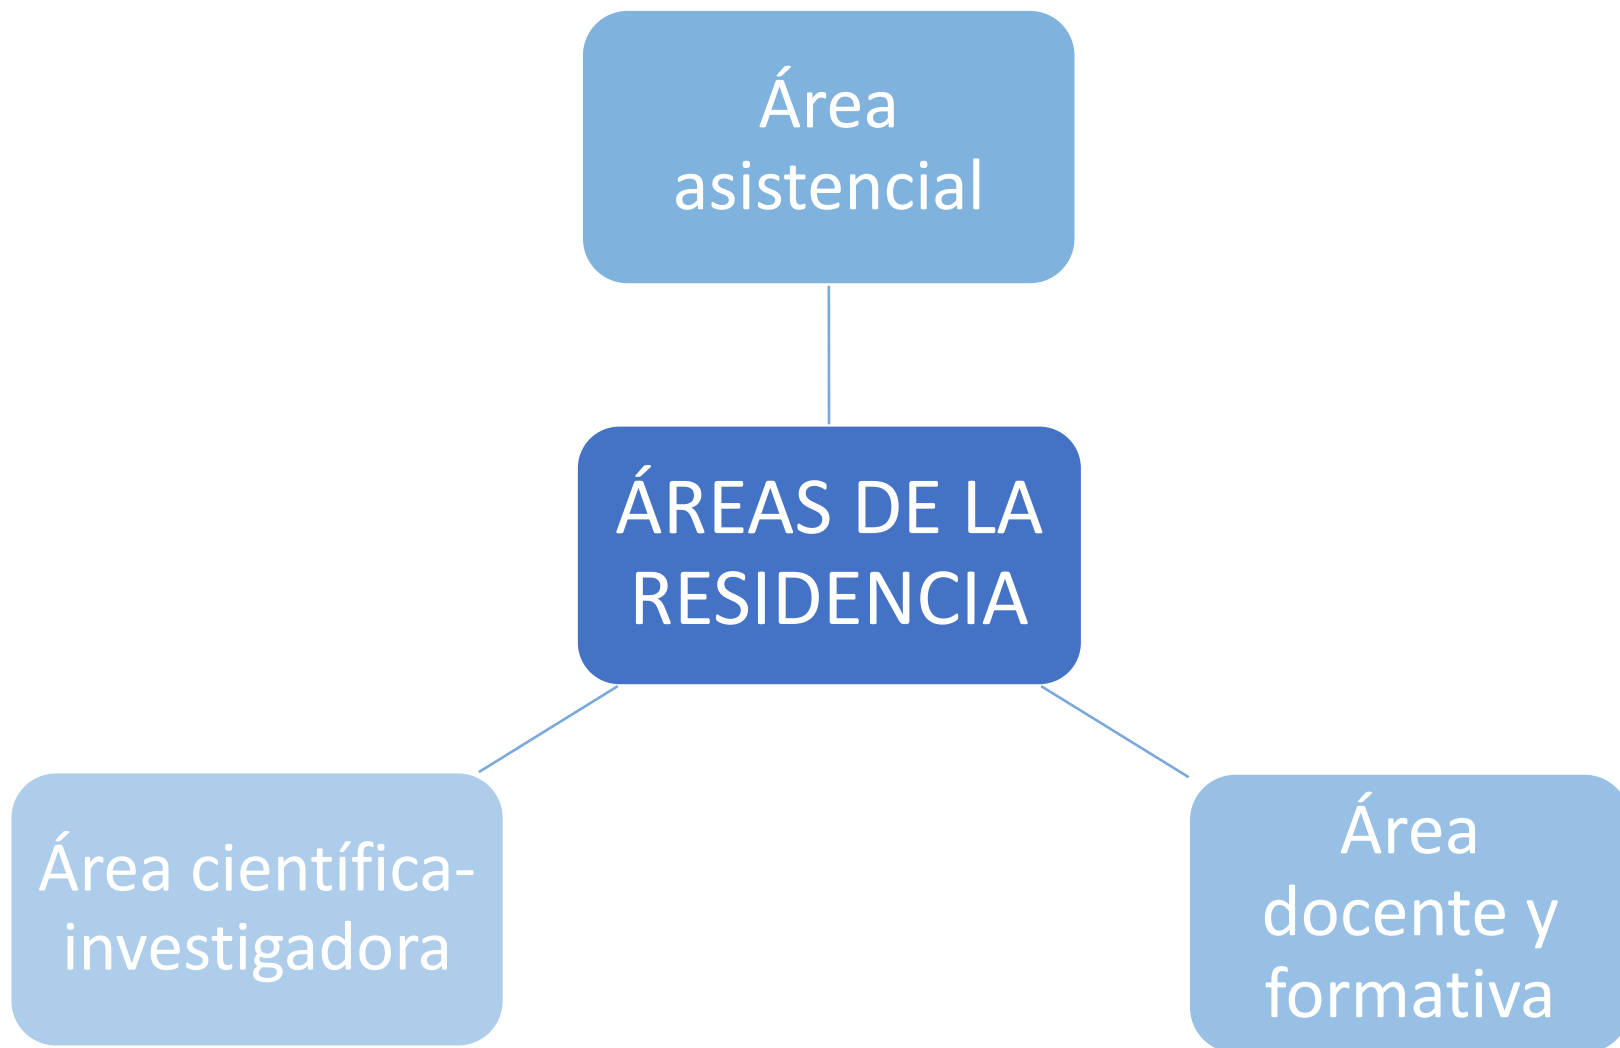 Área
asistencial
ÁREAS DE LA
RESIDENCIA
Área científica-
investigadora
Área
docente y
formativa